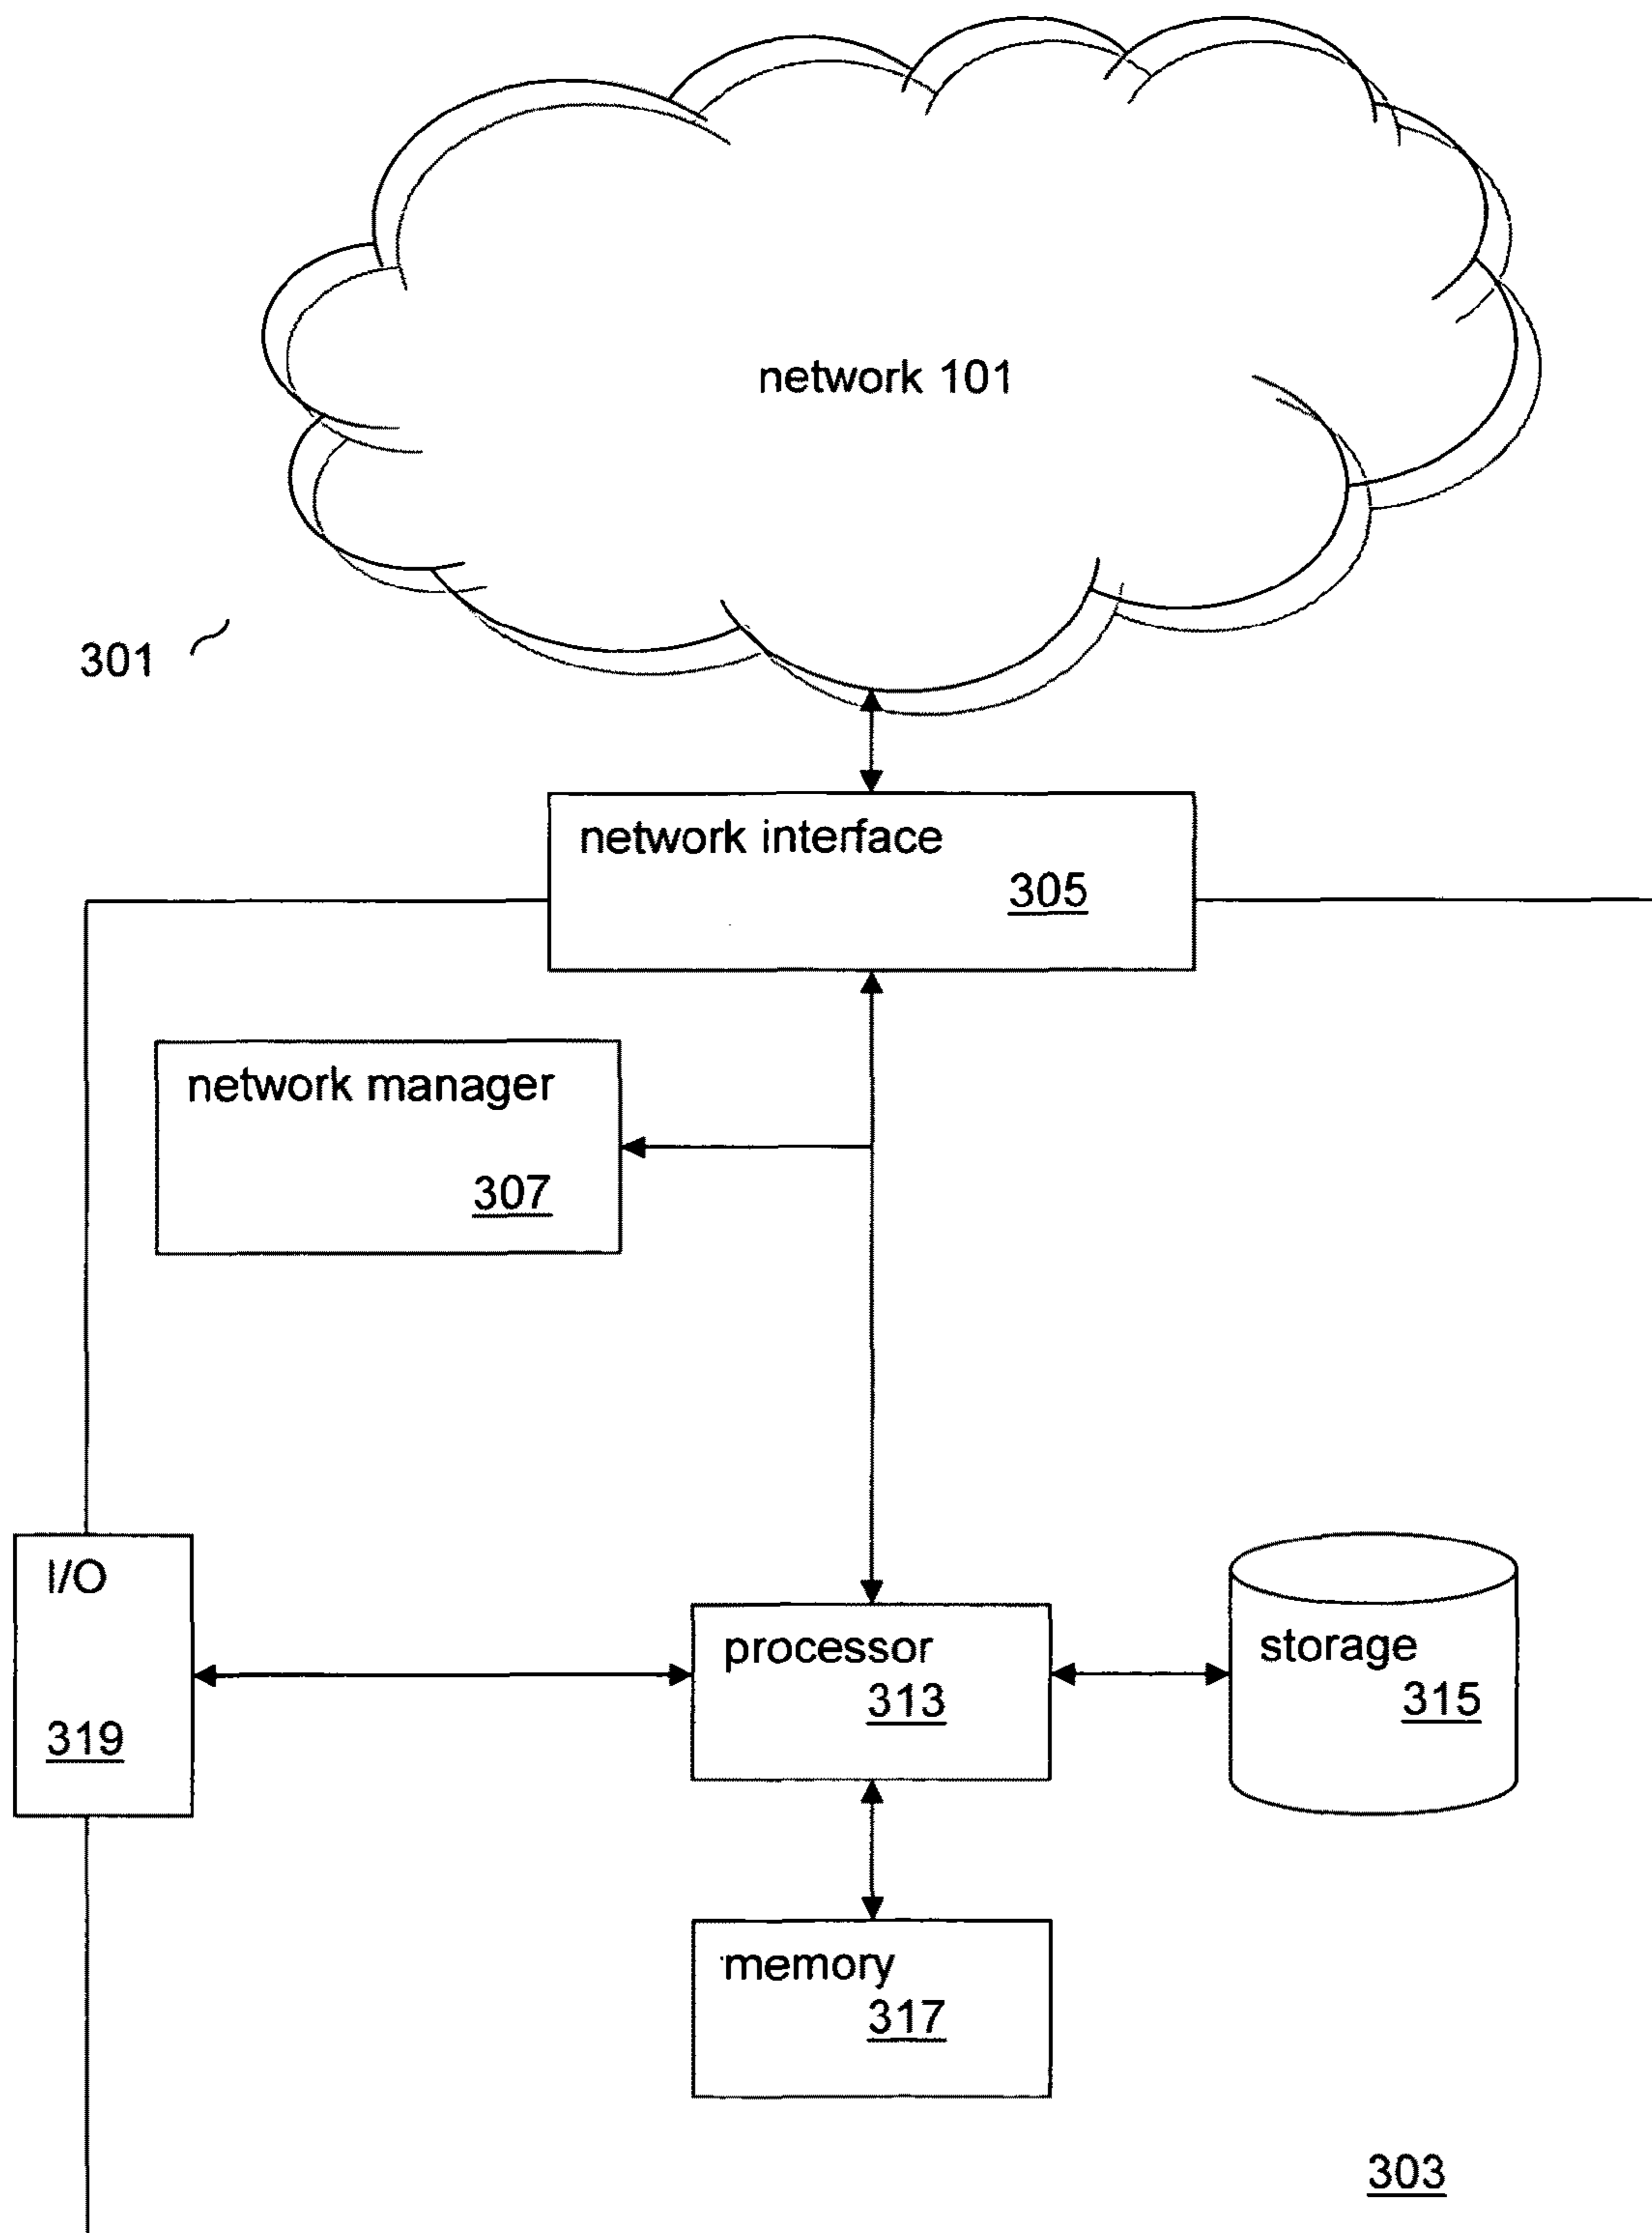 network 101
301
network interface
305
network manager
307
I/O
319
processor
313
storage
315
memory
317
303